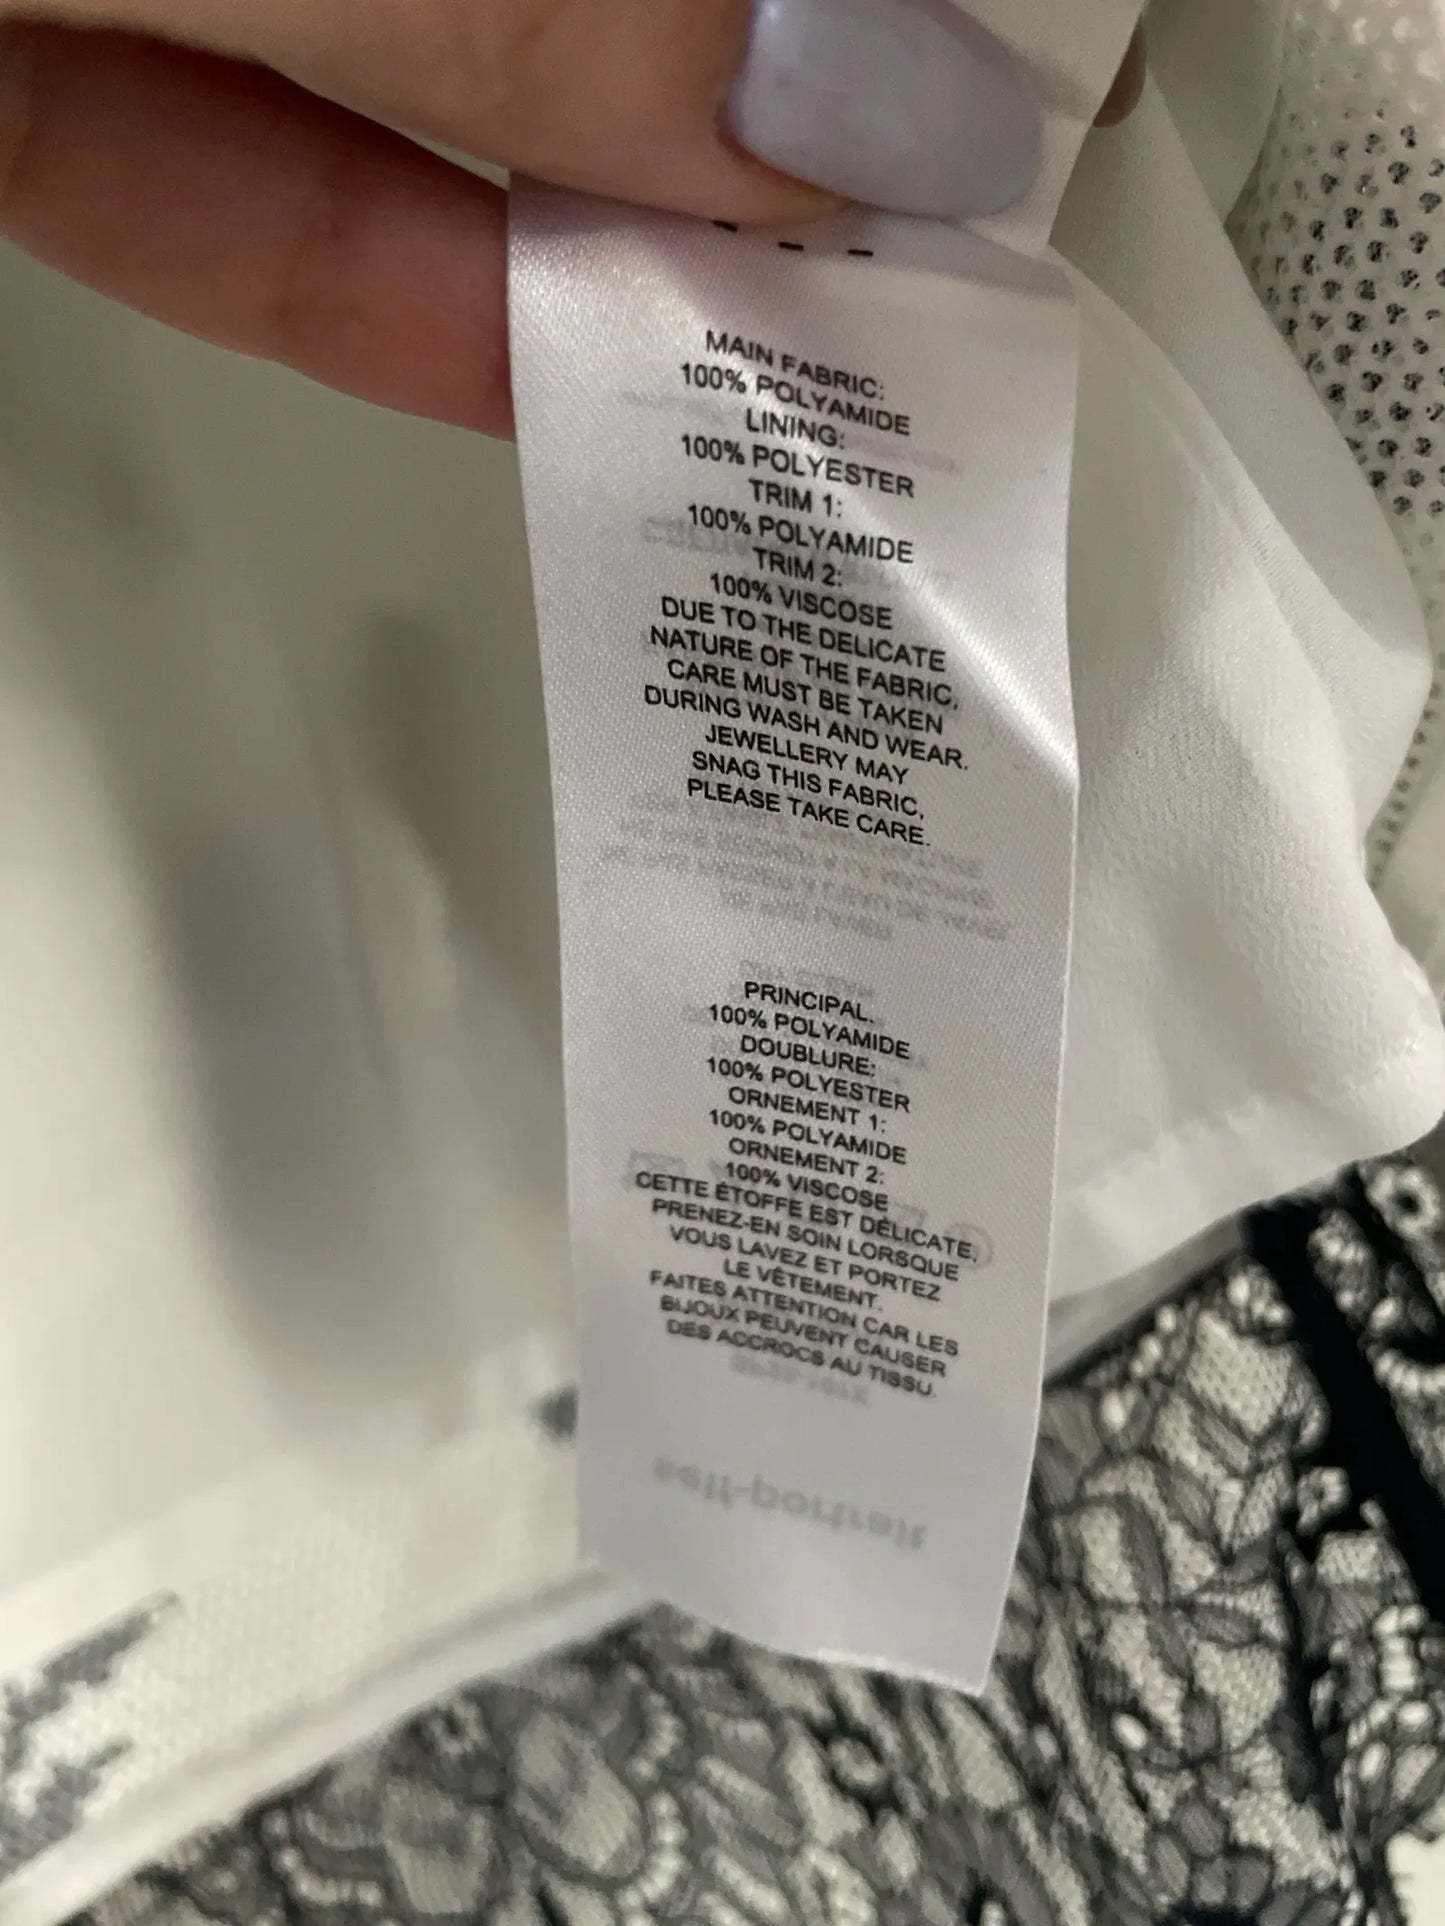 MAIN FABRIC:
100% POLYAMIDE
LINING:
100% POLYESTER
TRIM 1:
100% POLYAMIDE
TRIM 2:
100% VISCOSE
DUE TO THE DELICATE
NATURE OF THE FABRIC,
CARE MUST BE TAKEN
DURING WASH AND WEAR.
JEWELLERY MAY
SNAG THIS FABRIC,
PLEASE TAKE CARE.
PRINCIPAL.
100% POLYAMIDE
DOUBLURE:
100% POLYESTER
ORNEMENT 1:
100% POLYAMIDE
ORNEMENT 2:
100% VISCOSE
CETTE ÉTOFFE EST DÉLICATE,
PRENEZ-EN SOIN LORSQUE
VOUS LAVEZ ET PORTEZ
LE VÊTEMENT.
FAITES ATTENTION CAR LES
BIJOUX PEUVENT CAUSER
DES ACCROCS AU TISSU.
self-portrait